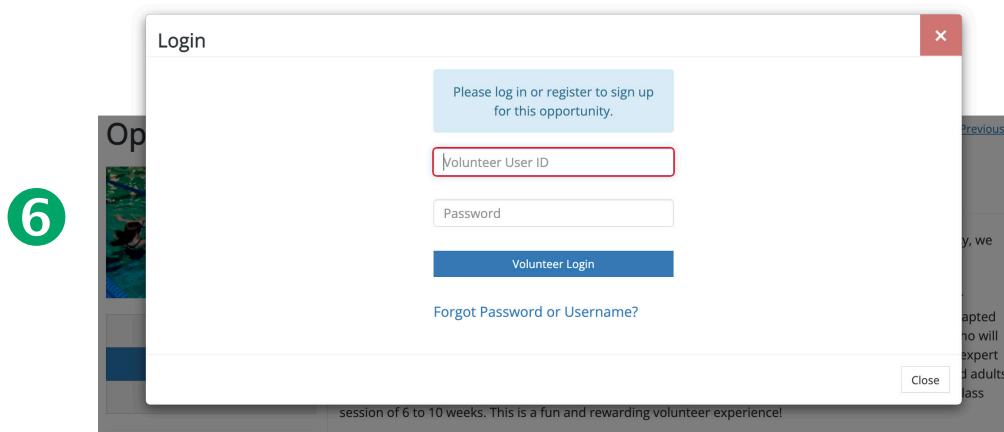 Login
×
Please log in or register to sign up
for this opportunity.
Op
Previous
Volunteer User ID
6
Password
y, we
Volunteer Login
Forgot Password or Username?
apted
ho will
expert
Close
d adults
lass
session of 6 to 10 weeks. This is a fun and rewarding volunteer experience!